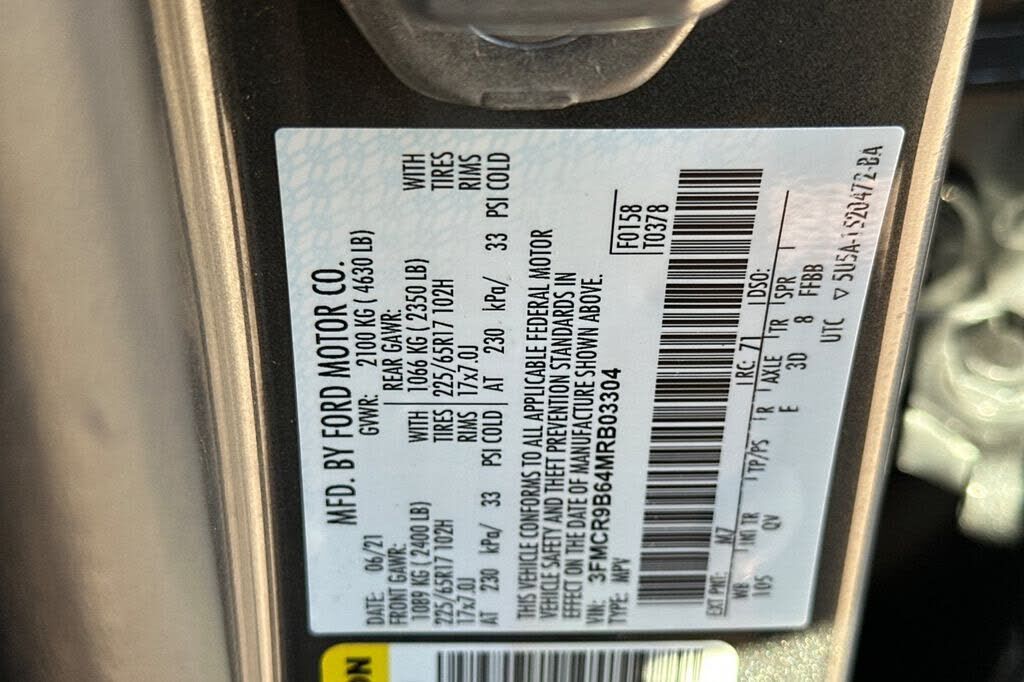 MFD. BY FORD MOTOR CO.
DATE: 06/21 GVWR: 2100 KG ( 4630 LB)
FRONT GAWR: REAR GAWR:
1089 KG ( 2400 LB) WITH 1066 KG ( 2350 LB) WITH
225/65R17 102H TIRES 225/65R17 102H TIRES
17x7.0J RIMS 17x7.0J RIMS
AT 230 kPa/ 33 PSI COLD AT 230 kPa/ 33 PSI COLD
THIS VEHICLE CONFORMS TO ALL APPLICABLE FEDERAL MOTOR
VEHICLE SAFETY AND THEFT PREVENTION STANDARDS IN
EFFECT ON THE DATE OF MANUFACTURE SHOWN ABOVE.
VIN: 3FMCR9B64MRB03304
TYPE: MPV
F0158
T0378
EXT PNT: M7 RC: 71 DSO:
WB INT TR TP/PS R AXLE TR SPR
105 QV E 3D 8 FFBB
UTC ▽ 5U5A-1520472-BA
ON